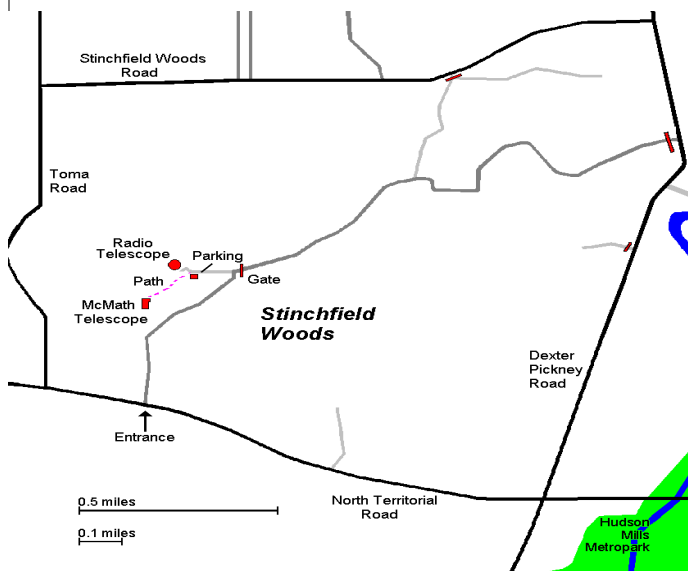 Stinchfield Woods
Road
Toma
Road
Radio
Telescope
Parking
Path
Gate
McMath
Telescope
Stinchfield
Woods
Dexter
Pickney
Road
Entrance
0.5 miles
North Territorial
Road
0.1 miles
Hudson
Mills
Metropark